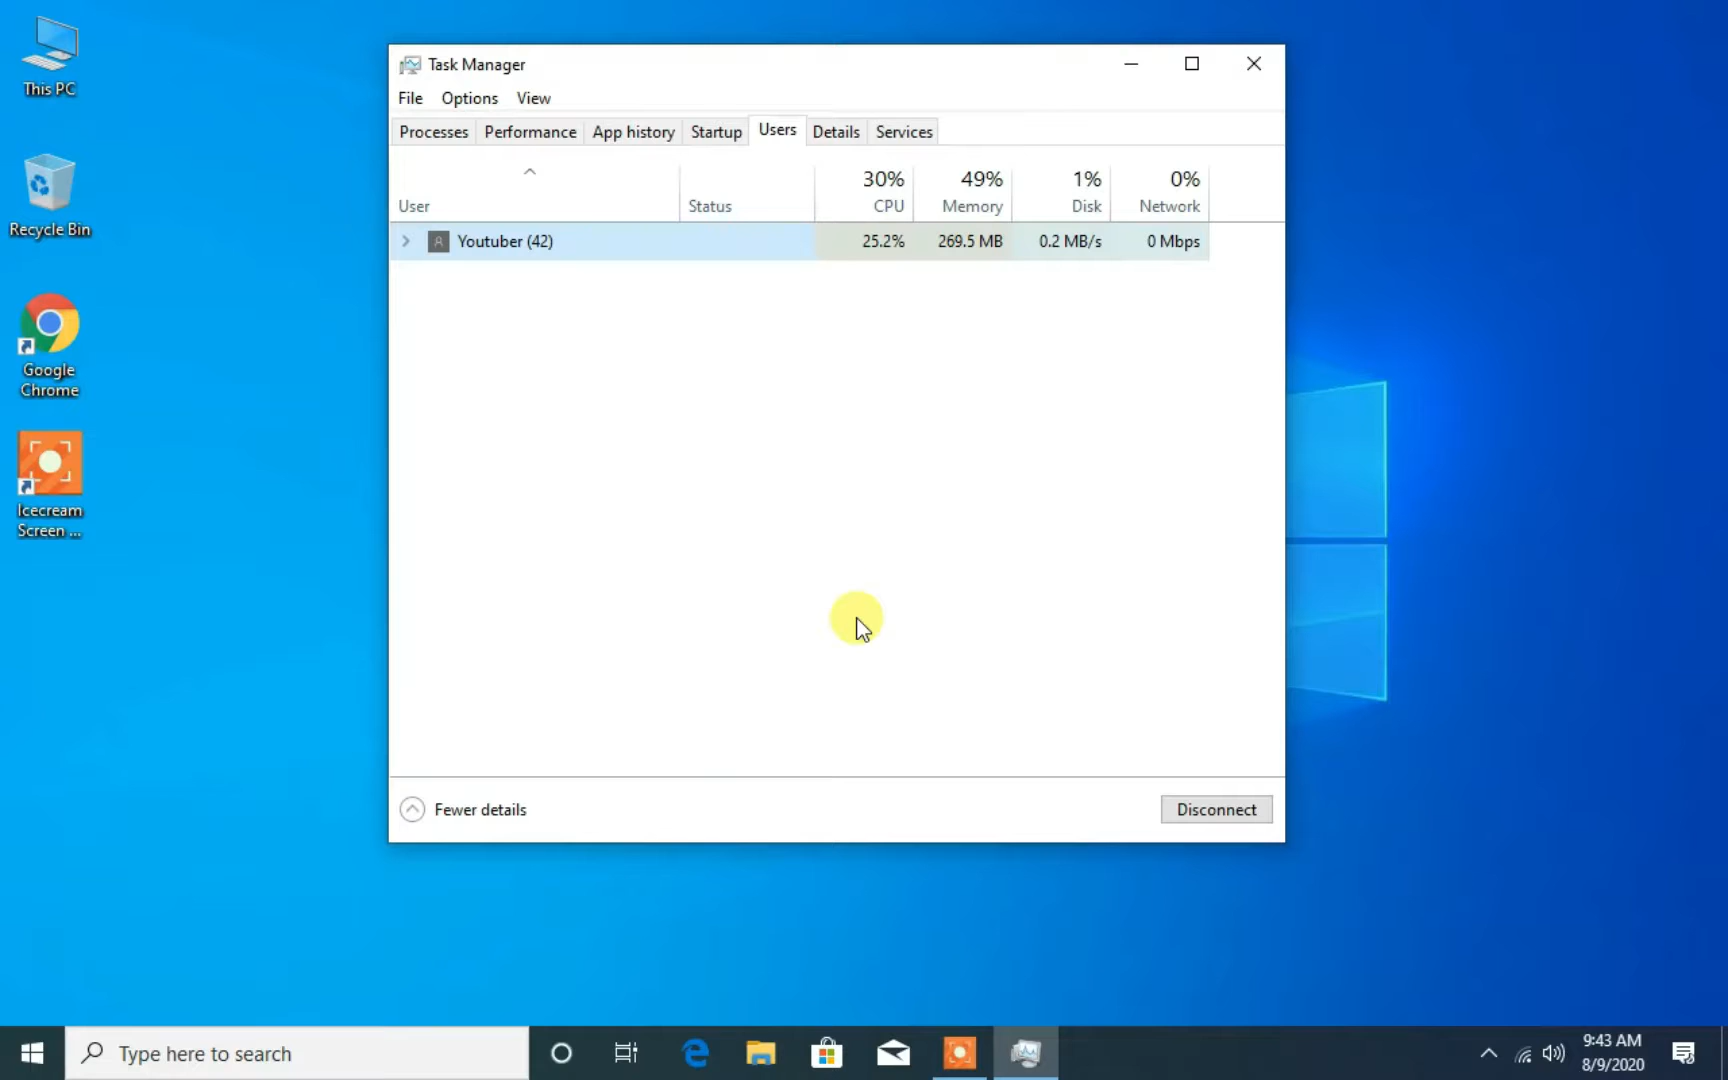 This PC
Recycle Bin
Google
Chrome
Icecream
Screen ...
Task Manager
File Options View
Processes Performance App history Startup Users Details Services
30% 49% 1% 0%
User Status CPU Memory Disk Network
Youtuber (42) 25.2% 269.5 MB 0.2 MB/s 0 Mbps
Fewer details Disconnect
Type here to search
9:43 AM
8/9/2020